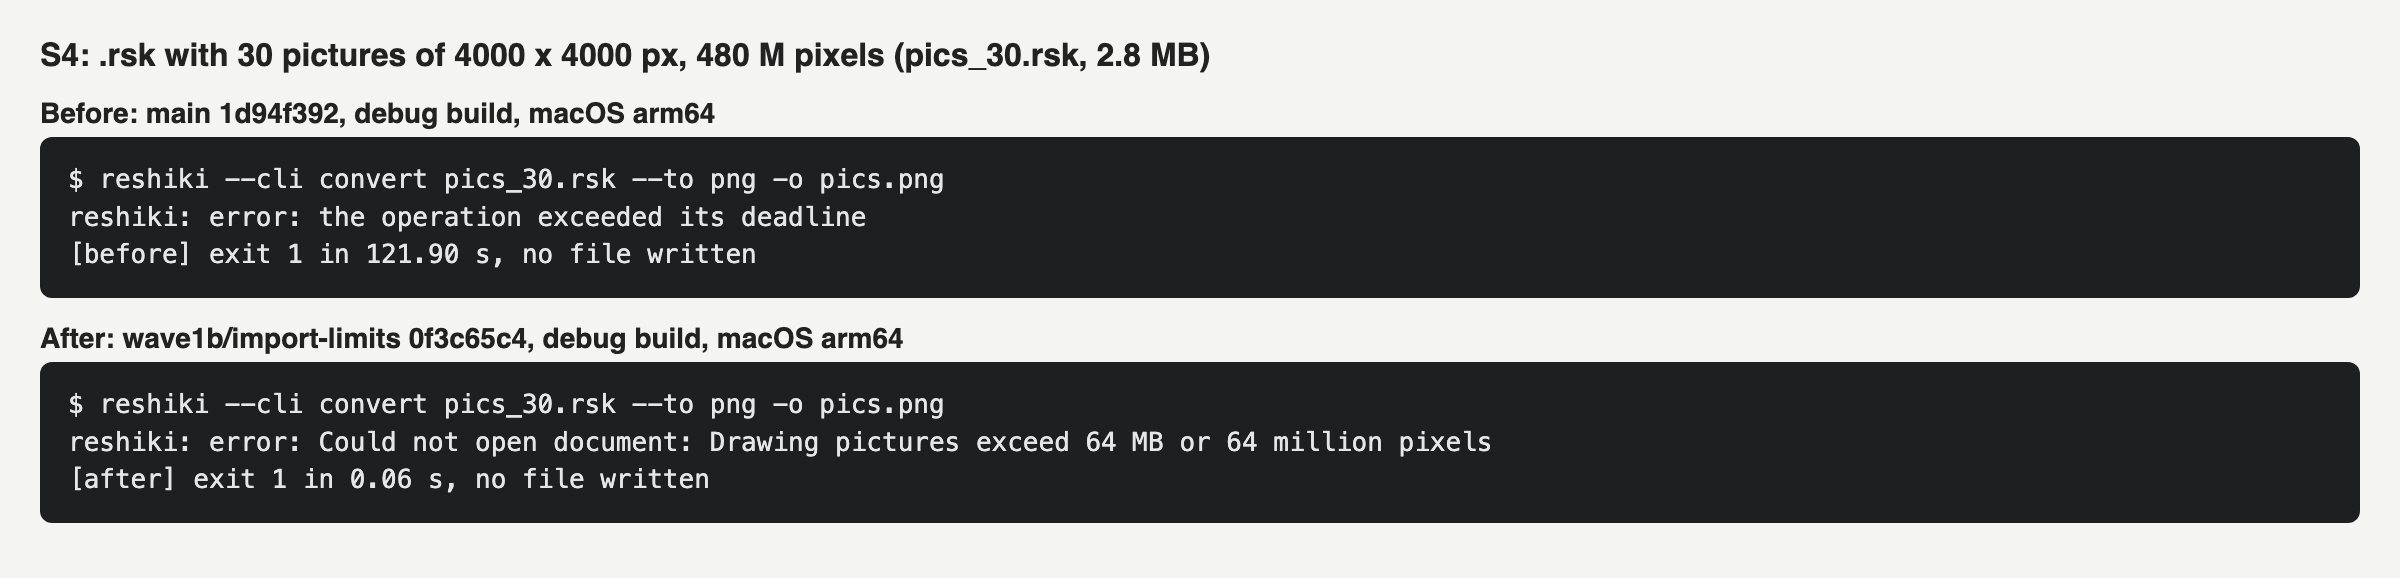 S4: .rsk with 30 pictures of 4000 x 4000 px, 480 M pixels (pics_30.rsk, 2.8 MB)
Before: main 1d94f392, debug build, macOS arm64
$ reshiki --cli convert pics_30.rsk --to png -o pics.png
reshiki: error: the operation exceeded its deadline
[before] exit 1 in 121.90 s, no file written
After: wave1b/import-limits 0f3c65c4, debug build, macOS arm64
$ reshiki --cli convert pics_30.rsk --to png -o pics.png
reshiki: error: Could not open document: Drawing pictures exceed 64 MB or 64 million pixels
[after] exit 1 in 0.06 s, no file written